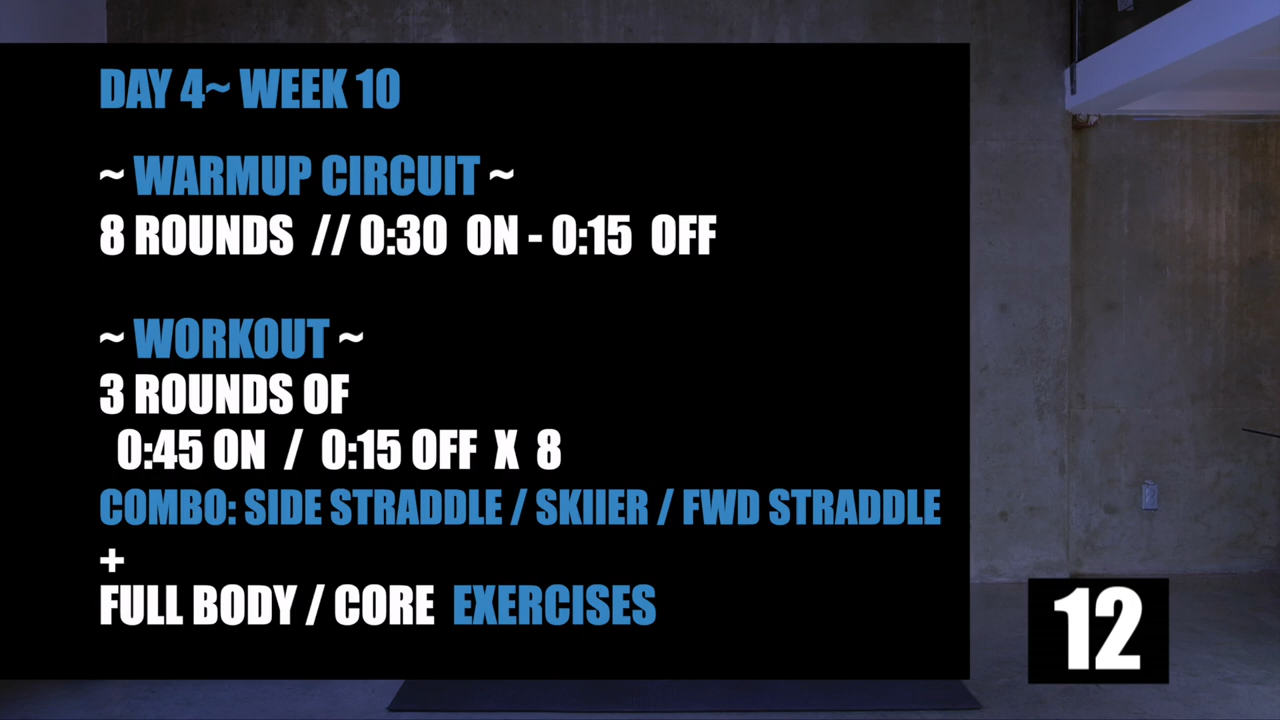 DAY 4~ WEEK 10
~ WARMUP CIRCUIT ~
8 ROUNDS // 0:30 ON - 0:15 OFF
~ WORKOUT ~
3 ROUNDS OF
0:45 ON / 0:15 OFF X 8
COMBO: SIDE STRADDLE / SKIIER / FWD STRADDLE
+
FULL BODY / CORE EXERCISES
12